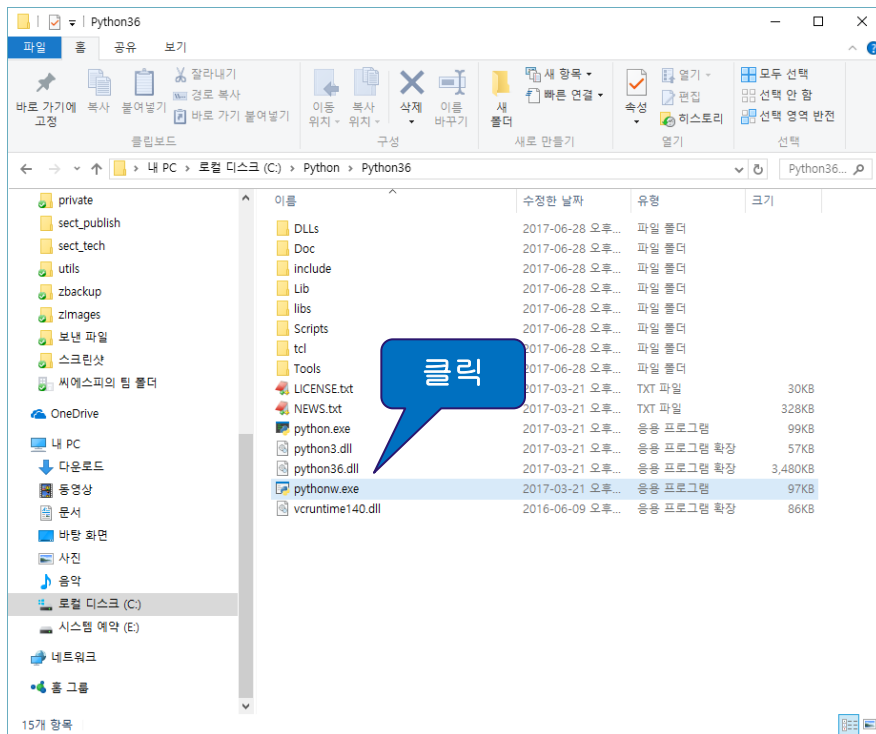 Python36
파일 홈 공유 보기
바로 가기에 고정
복사
붙여넣기
잘라내기
경로 복사
바로 가기 붙여넣기
클립보드
이동 위치
복사 위치
삭제
이름 바꾸기
구성
새 폴더
새 항목
빠른 연결
새로 만들기
속성
열기
편집
히스토리
열기
모두 선택
선택 안 함
선택 영역 반전
선택
내 PC > 로컬 디스크 (C:) > Python > Python36
Python36...
private
sect_publish
sect_tech
utils
zbackup
zImages
보낸 파일
스크린샷
씨에스피의 팀 폴더
OneDrive
내 PC
다운로드
동영상
문서
바탕 화면
사진
음악
로컬 디스크 (C:)
시스템 예약 (E:)
네트워크
홈 그룹
이름 수정한 날짜 유형 크기
DLLs 2017-06-28 오후... 파일 폴더
Doc 2017-06-28 오후... 파일 폴더
include 2017-06-28 오후... 파일 폴더
Lib 2017-06-28 오후... 파일 폴더
libs 2017-06-28 오후... 파일 폴더
Scripts 2017-06-28 오후... 파일 폴더
tcl 2017-06-28 오후... 파일 폴더
Tools 2017-06-28 오후... 파일 폴더
LICENSE.txt 2017-03-21 오후... TXT 파일 30KB
NEWS.txt 2017-03-21 오후... TXT 파일 328KB
python.exe 2017-03-21 오후... 응용 프로그램 99KB
python3.dll 2017-03-21 오후... 응용 프로그램 확장 57KB
python36.dll 2017-03-21 오후... 응용 프로그램 확장 3,480KB
pythonw.exe 2017-03-21 오후... 응용 프로그램 97KB
vcruntime140.dll 2016-06-09 오후... 응용 프로그램 확장 86KB
클릭
15개 항목